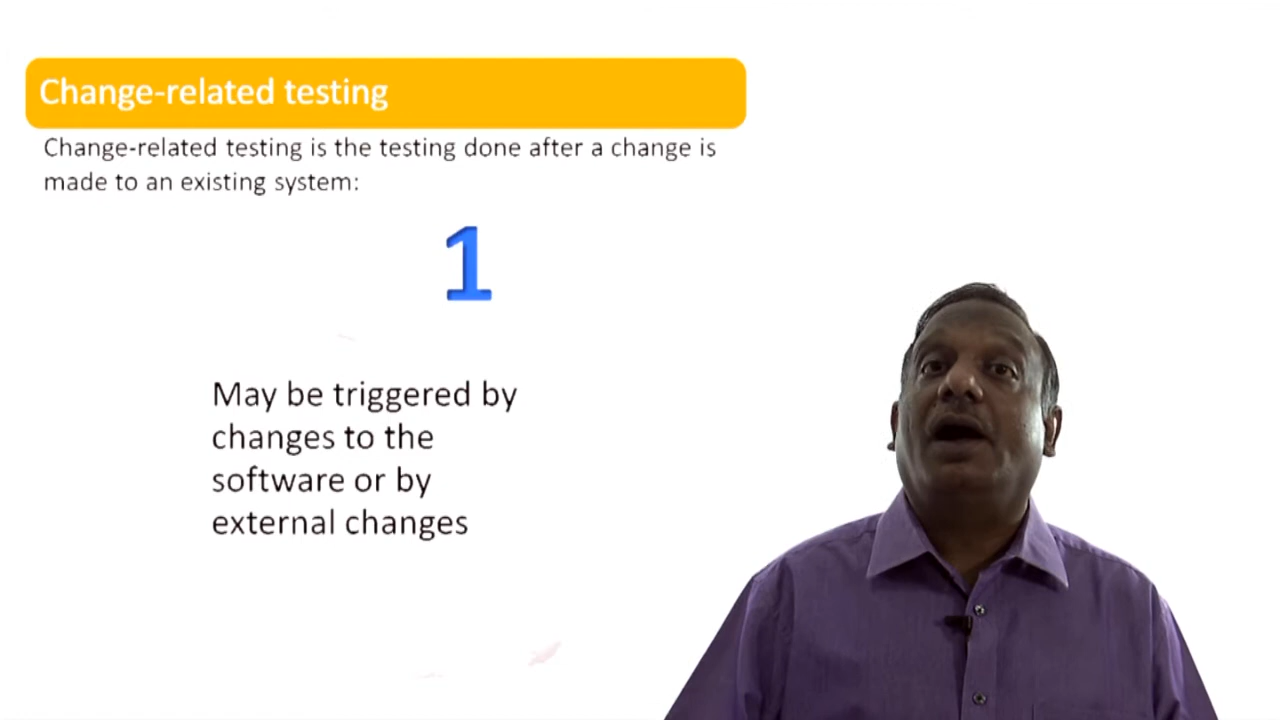 Change-related testing
Change-related testing is the testing done after a change is
made to an existing system:
1
May be triggered by
changes to the
software or by
external changes